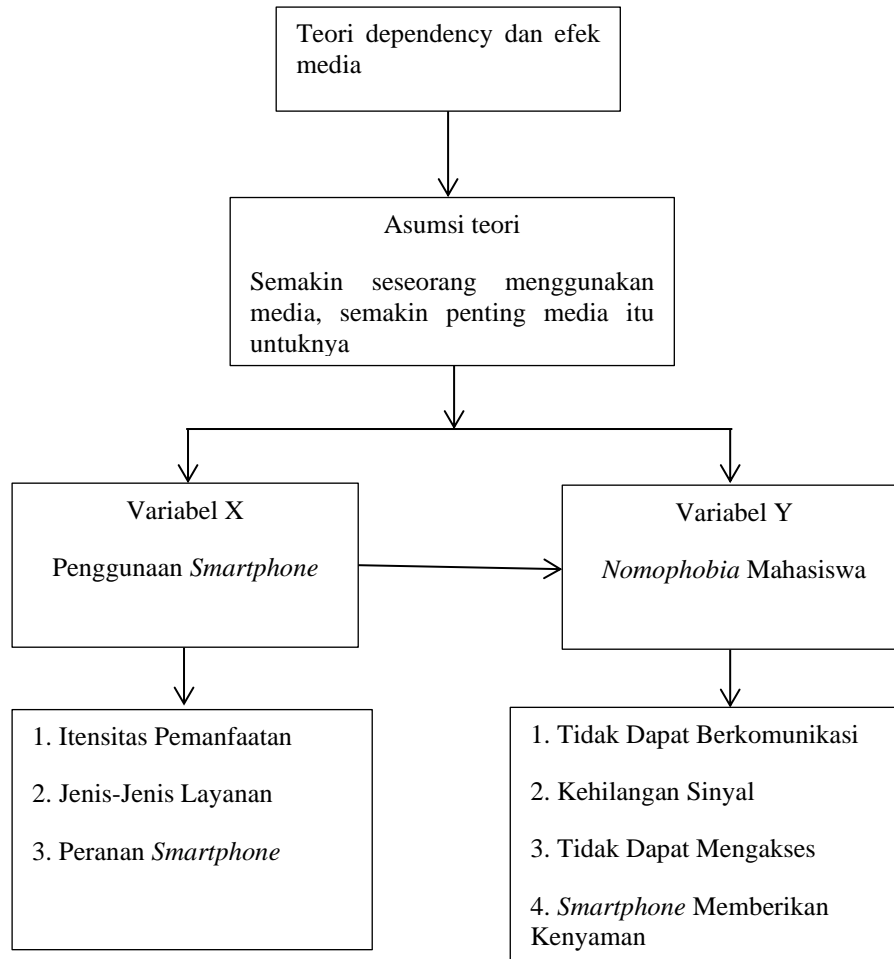 Teori dependency dan efek
media
Asumsi teori
Semakin seseorang menggunakan
media, semakin penting media itu
untuknya
Variabel X
Penggunaan Smartphone
Variabel Y
Nomophobia Mahasiswa
1. Itensitas Pemanfaatan
2. Jenis-Jenis Layanan
3. Peranan Smartphone
1. Tidak Dapat Berkomunikasi
2. Kehilangan Sinyal
3. Tidak Dapat Mengakses
4. Smartphone Memberikan
Kenyaman